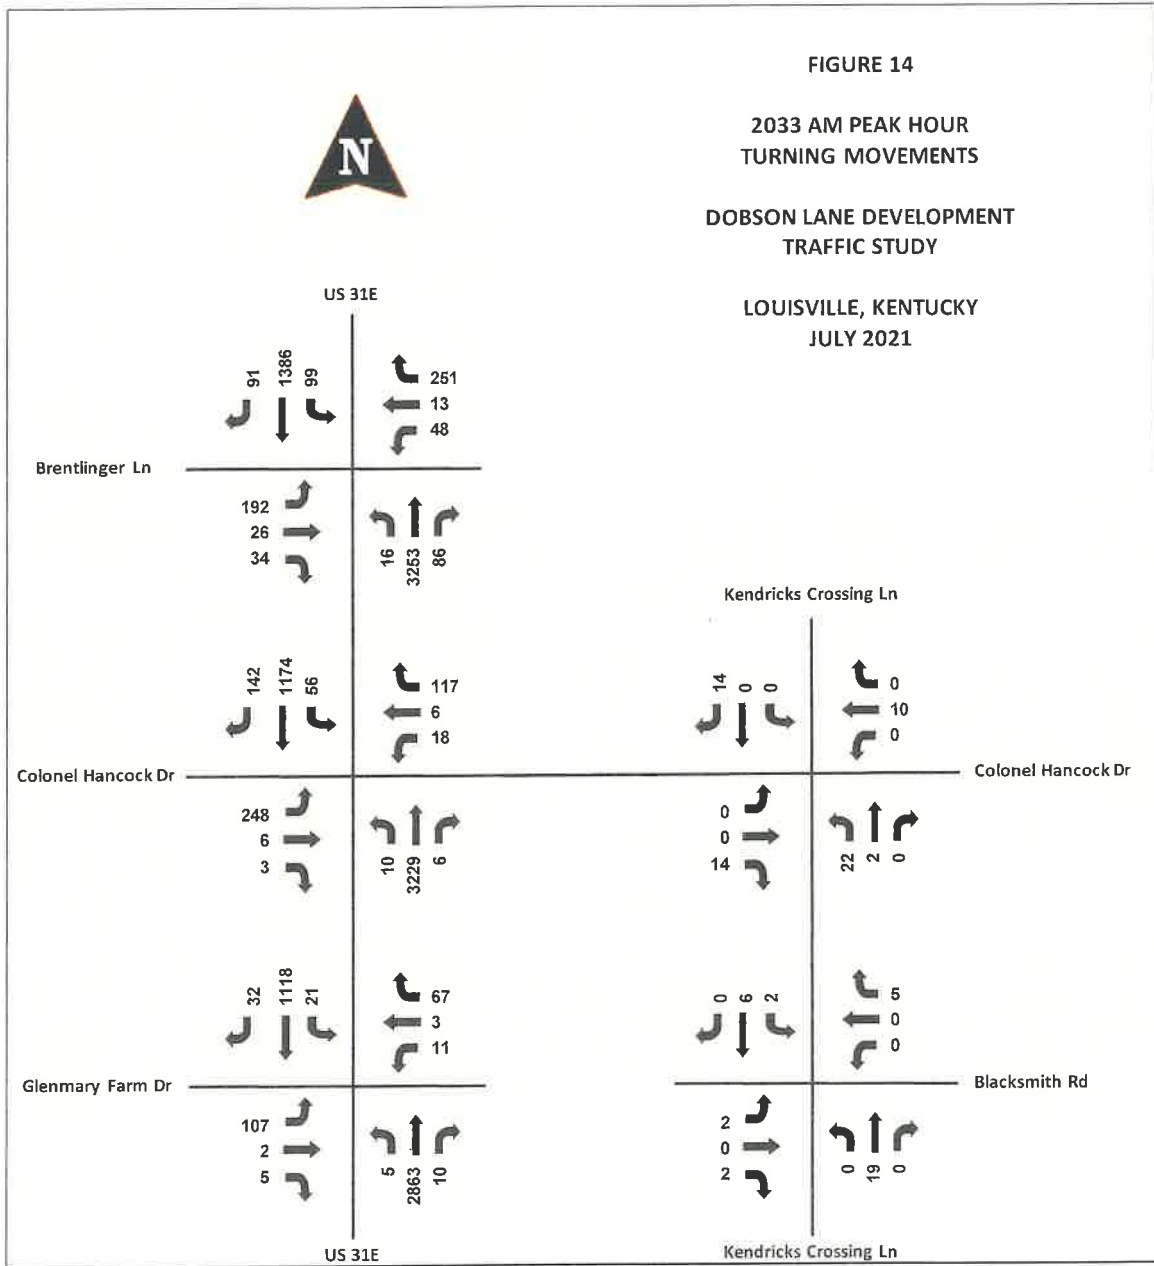 FIGURE 14
2033 AM PEAK HOUR
TURNING MOVEMENTS
DOBSON LANE DEVELOPMENT
TRAFFIC STUDY
LOUISVILLE, KENTUCKY
JULY 2021
N
US 31E
91 1386 99
251
13
48
Brentlinger Ln
192
26
34
16 3253 86
142 1174 56
117
6
18
Colonel Hancock Dr
248
6
3
10 3229 6
32 1118 21
67
3
11
Glenmary Farm Dr
107
2
5
5 2863 10
US 31E
Kendricks Crossing Ln
14 0 0
0
10
0
Colonel Hancock Dr
0
0
14
22 2 0
0 6 2
5
0
0
Blacksmith Rd
2
0
2
0 19 0
Kendricks Crossing Ln